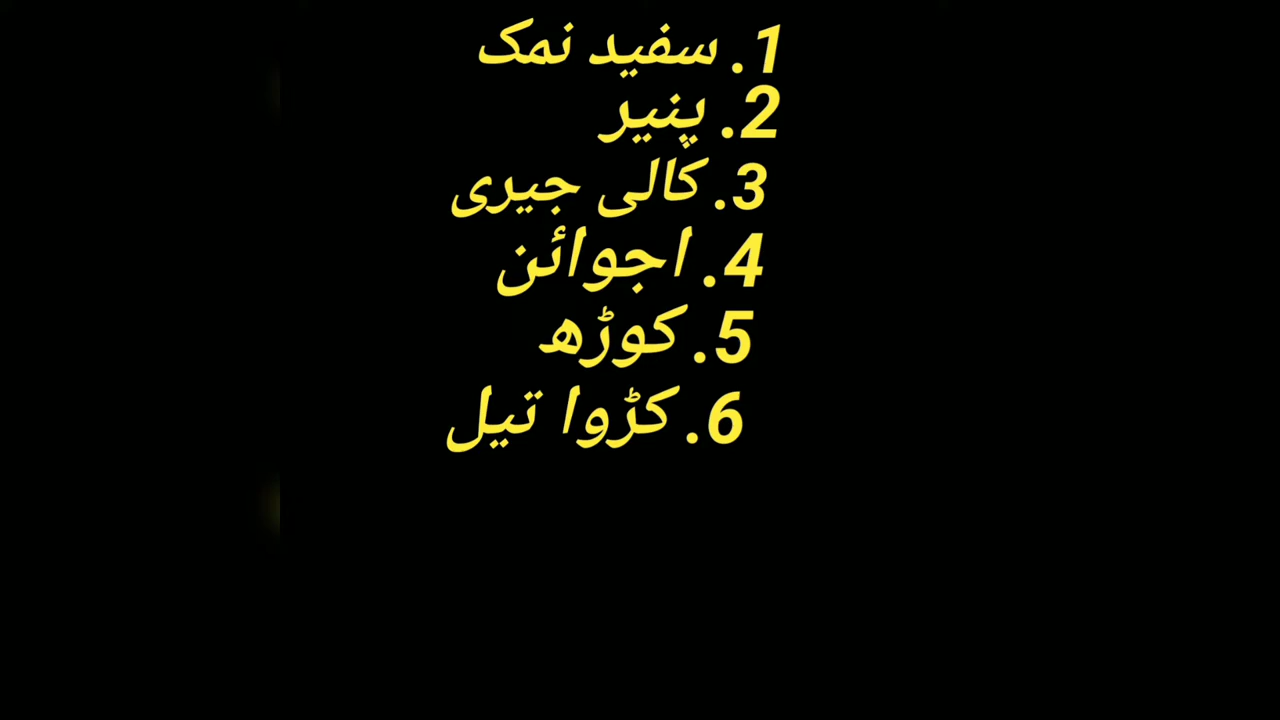 1. سفید نمک
2. پنیر
3. کالی جیری
4. اجوائن
5. کوڑھ
6. کڑوا تیل